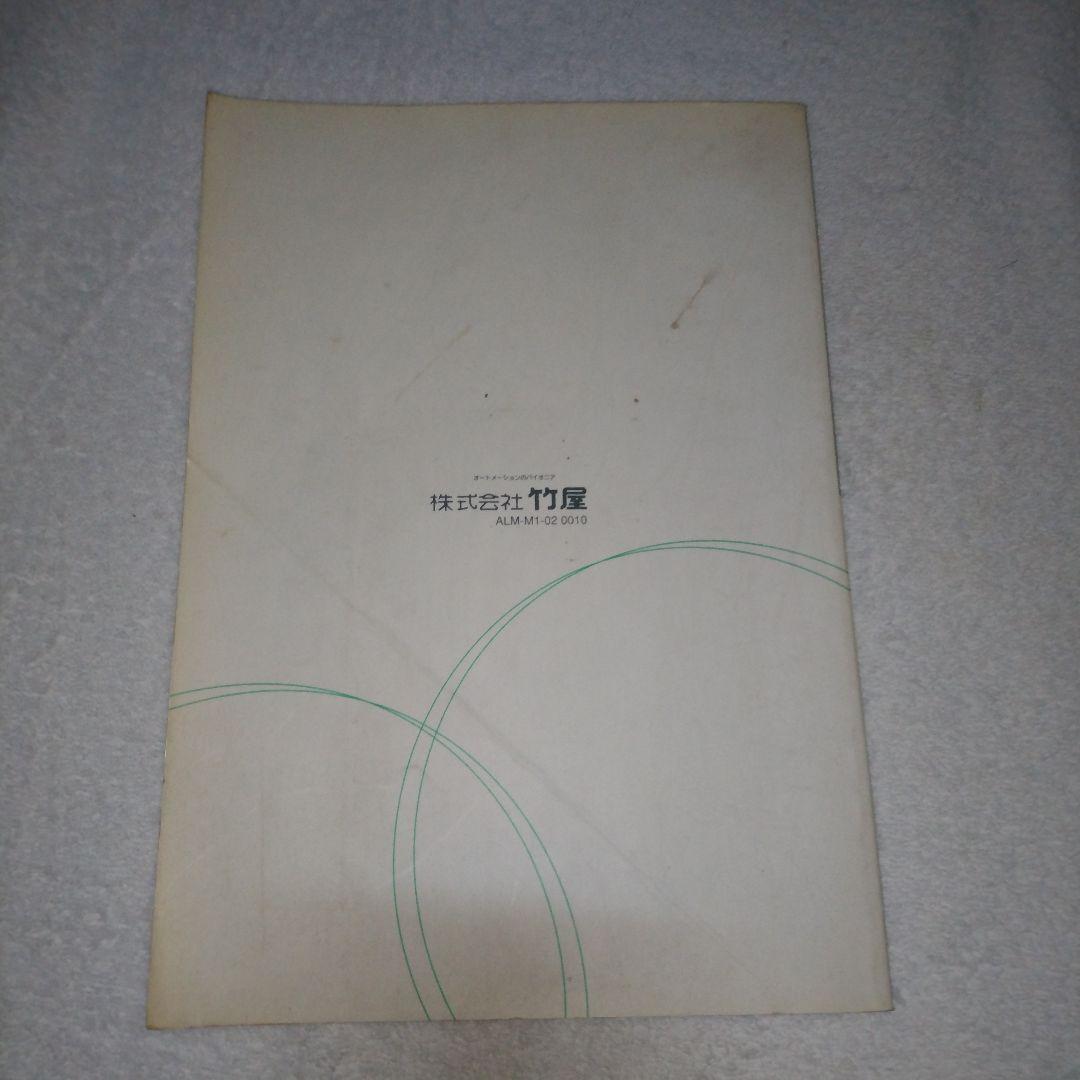 オートメーションのパイオニア
株式会社 竹屋
ALM-M1-02 0010